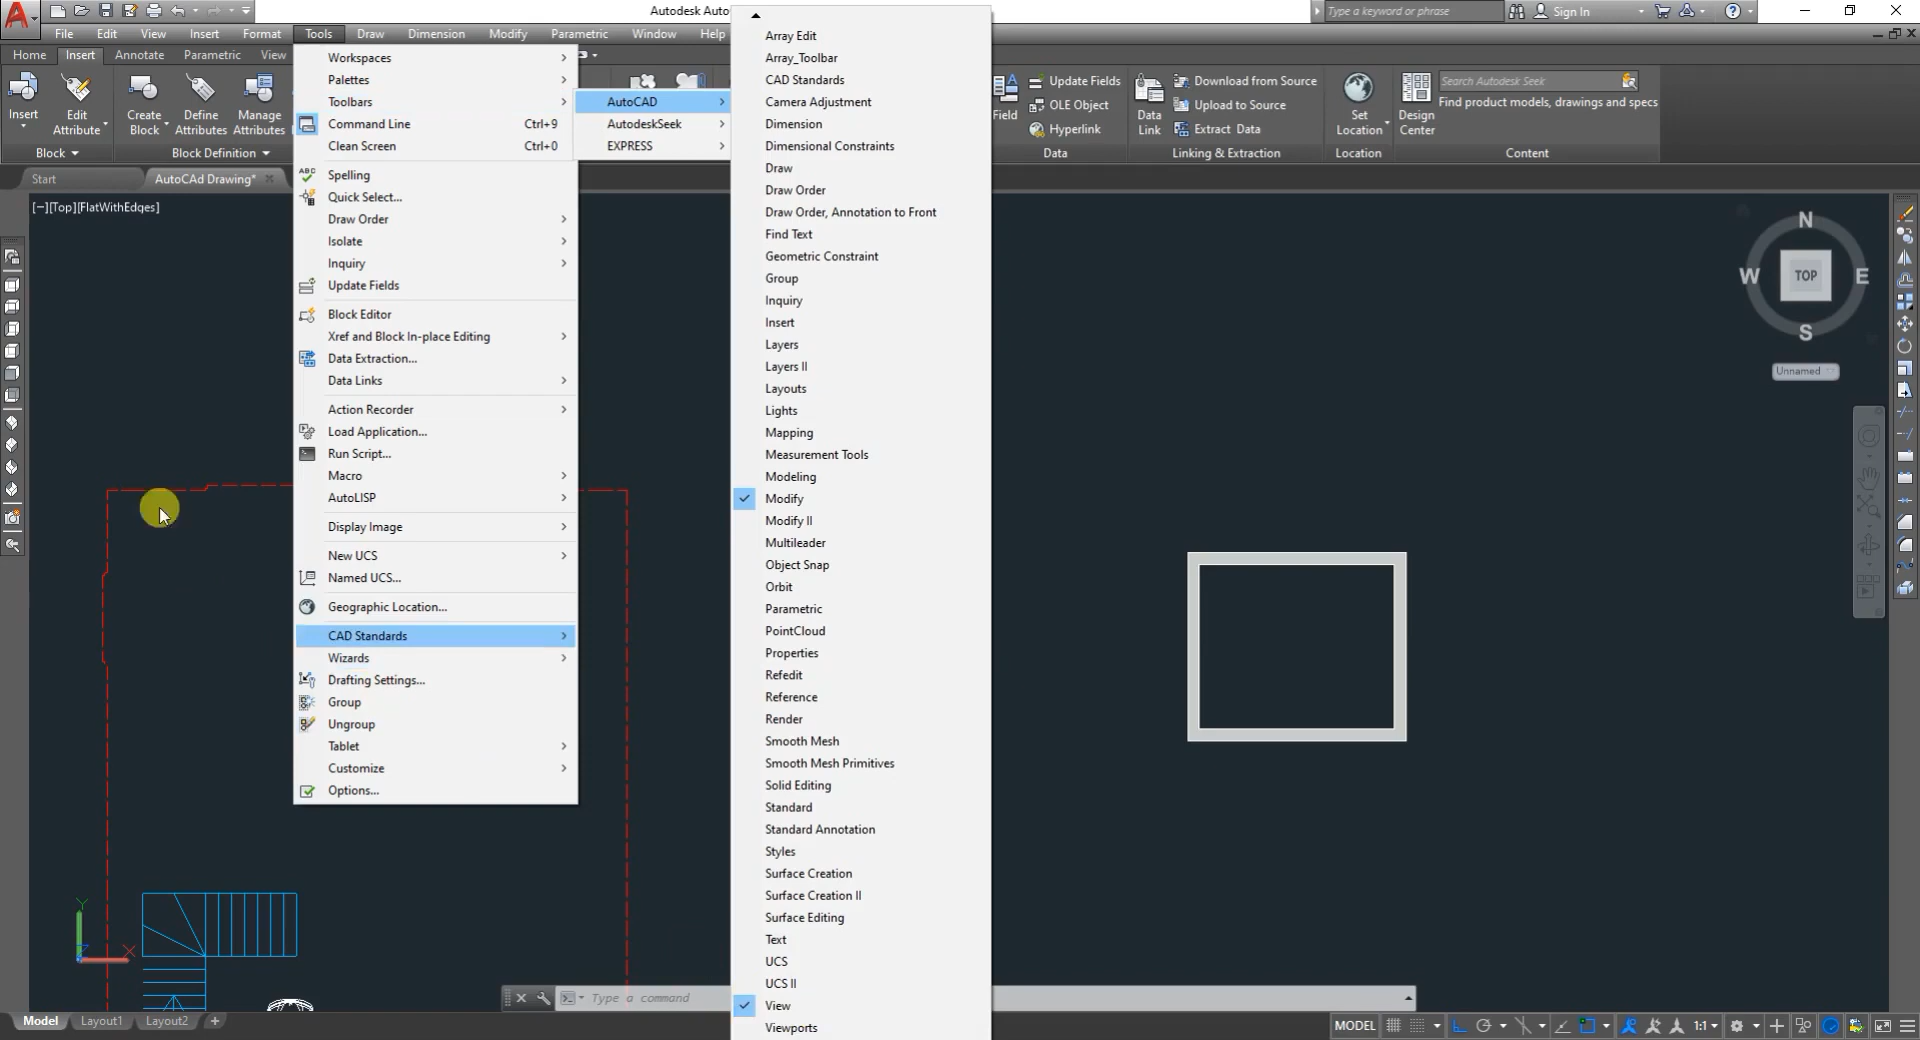 Autodesk Auto
Type a keyword or phrase
Sign In
File
Edit
View
Insert
Format
Tools
Draw
Dimension
Modify
Parametric
Window
Help
Home
Insert
Annotate
Parametric
View
Insert
Edit
Attribute
Create
Block
Define
Attributes
Manage
Attributes
Block
Block Definition
Field
Update Fields
OLE Object
Hyperlink
Data
Data
Link
Download from Source
Upload to Source
Extract Data
Linking & Extraction
Set
Location
Location
Design
Center
Search Autodesk Seek
Find product models, drawings and specs
Content
Start
AutoCAd Drawing*
[−][Top][FlatWithEdges]
Workspaces
Palettes
Toolbars
Command Line Ctrl+9
Clean Screen Ctrl+0
ABC
Spelling
Quick Select...
Draw Order
Isolate
Inquiry
Update Fields
Block Editor
Xref and Block In-place Editing
Data Extraction...
Data Links
Action Recorder
Load Application...
Run Script...
Macro
AutoLISP
Display Image
New UCS
Named UCS...
Geographic Location...
CAD Standards
Wizards
Drafting Settings...
Group
Ungroup
Tablet
Customize
Options...
AutoCAD
AutodeskSeek
EXPRESS
Array Edit
Array_Toolbar
CAD Standards
Camera Adjustment
Dimension
Dimensional Constraints
Draw
Draw Order
Draw Order, Annotation to Front
Find Text
Geometric Constraint
Group
Inquiry
Insert
Layers
Layers II
Layouts
Lights
Mapping
Measurement Tools
Modeling
Modify
Modify II
Multileader
Object Snap
Orbit
Parametric
PointCloud
Properties
Refedit
Reference
Render
Smooth Mesh
Smooth Mesh Primitives
Solid Editing
Standard
Standard Annotation
Styles
Surface Creation
Surface Creation II
Surface Editing
Text
UCS
UCS II
View
Viewports
N
W
TOP
E
S
Unnamed
Y
X
Type a command
Model
Layout1
Layout2
MODEL
1:1